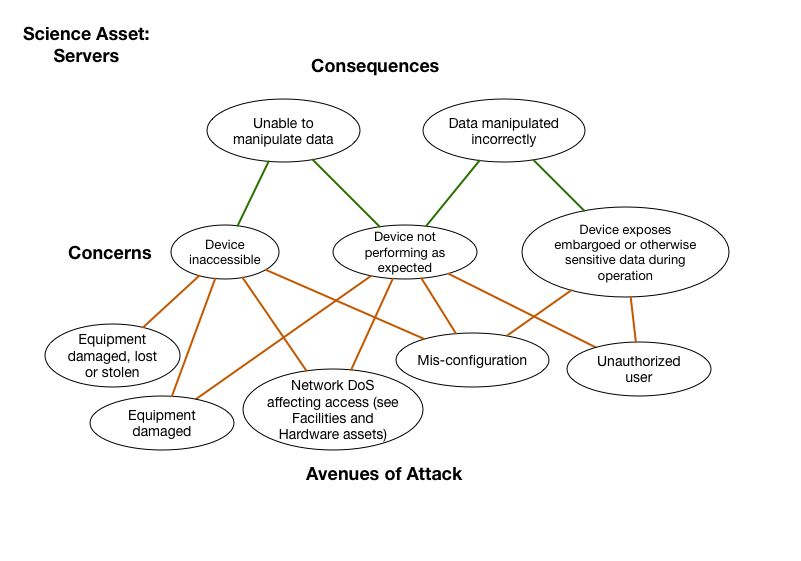 Science Asset:
Servers
Consequences
Unable to
manipulate data
Data manipulated
incorrectly
Concerns
Device
inaccessible
Device not
performing as
expected
Device exposes
embargoed or otherwise
sensitive data during
operation
Equipment
damaged, lost
or stolen
Equipment
damaged
Network DoS
affecting access (see
Facilities and
Hardware assets)
Mis-configuration
Unauthorized
user
Avenues of Attack